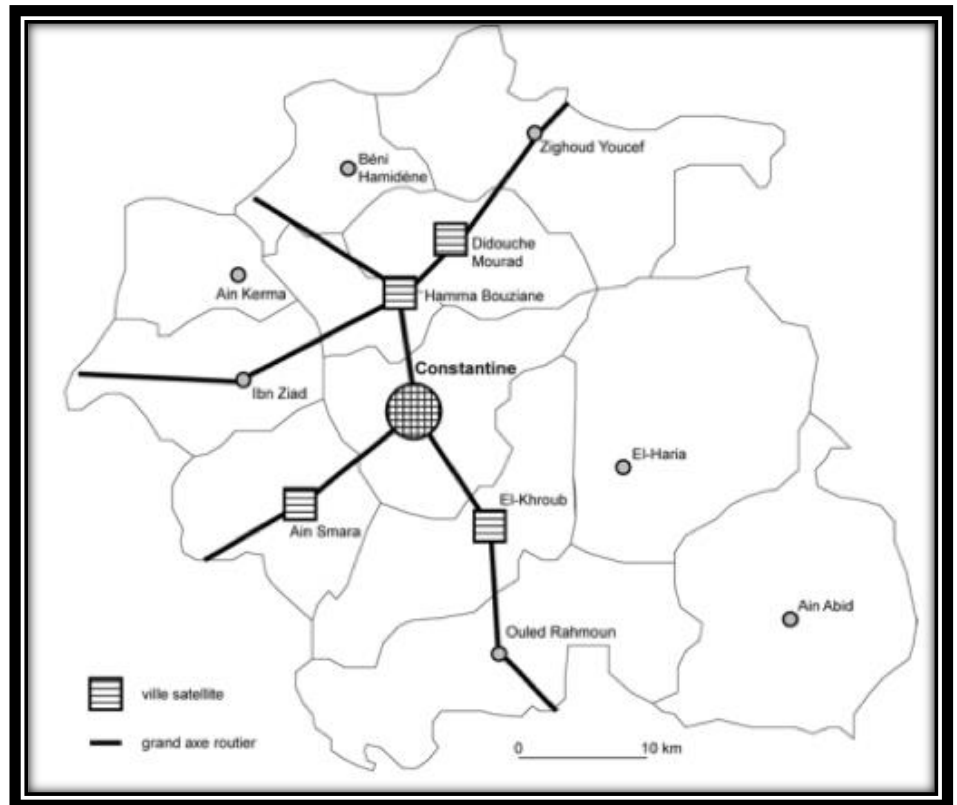 Zighoud Youcef
Béni
Hamidène
Didouche
Mourad
Ain Kerma
Hamma Bouziane
Constantine
Ibn Ziad
El-Haria
El-Khroub
Ain Smara
Ain Abid
Ouled Rahmoun
ville satellite
grand axe routier
0 10 km